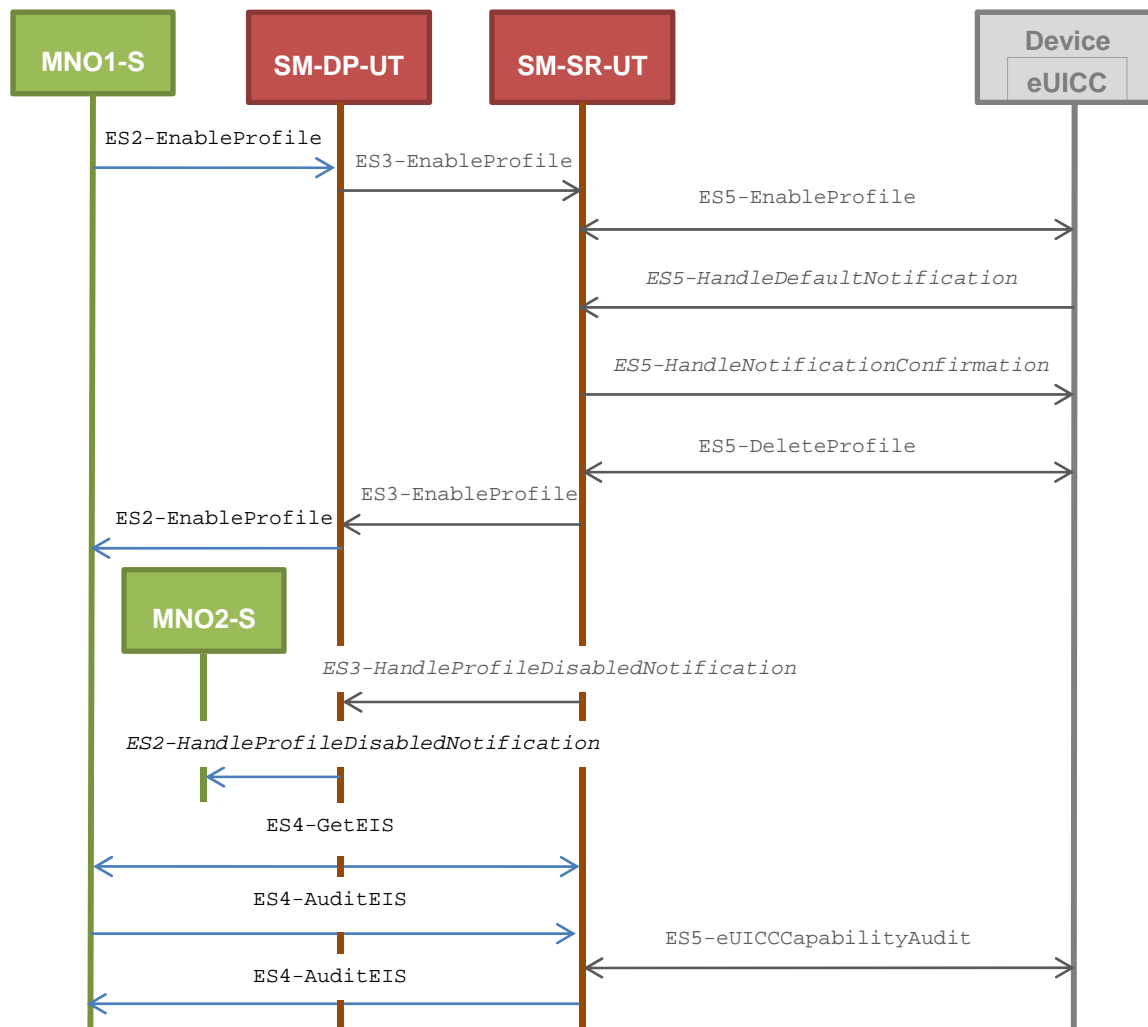 MNO1-S
SM-DP-UT
SM-SR-UT
Device
eUICC
ES2-EnableProfile
ES3-EnableProfile
ES5-EnableProfile
ES5-HandleDefaultNotification
ES5-HandleNotificationConfirmation
ES5-DeleteProfile
ES3-EnableProfile
ES2-EnableProfile
MNO2-S
ES3-HandleProfileDisabledNotification
ES2-HandleProfileDisabledNotification
ES4-GetEIS
ES4-AuditEIS
ES5-eUICCCapabilityAudit
ES4-AuditEIS